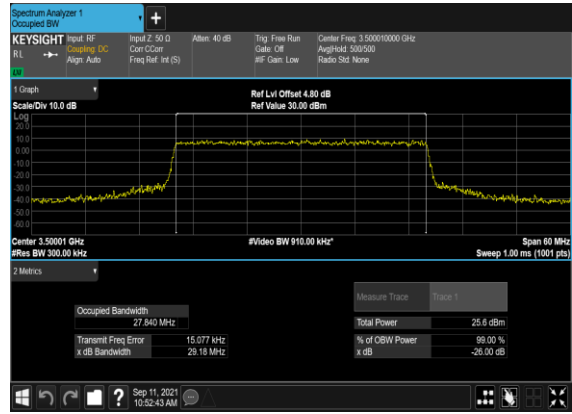 Spectrum Analyzer 1
Occupied BW
KEYSIGHT Input: RF Input Z: 50 Ω Atten: 40 dB Trig: Free Run Center Freq: 3.500010000 GHz
Coupling: DC Corr CCorr Gate: Off Avg|Hold: 500/500
RL Align: Auto Freq Ref: Int (S) #IF Gain: Low Radio Std: None
LW
1 Graph Ref Lvl Offset 4.80 dB
Scale/Div 10.0 dB Ref Value 30.00 dBm
Log
20.0
10.0
0.00
-10.0
-20.0
-30.0
-40.0
-50.0
-60.0
Center 3.50001 GHz #Video BW 910.00 kHz* Span 60 MHz
#Res BW 300.00 kHz Sweep 1.00 ms (1001 pts)
2 Metrics
Measure Trace Trace 1
Occupied Bandwidth
27.840 MHz Total Power 25.6 dBm
Transmit Freq Error 15.077 kHz % of OBW Power 99.00 %
x dB Bandwidth 29.18 MHz x dB -26.00 dB
? Sep 11, 2021
10:52:43 AM